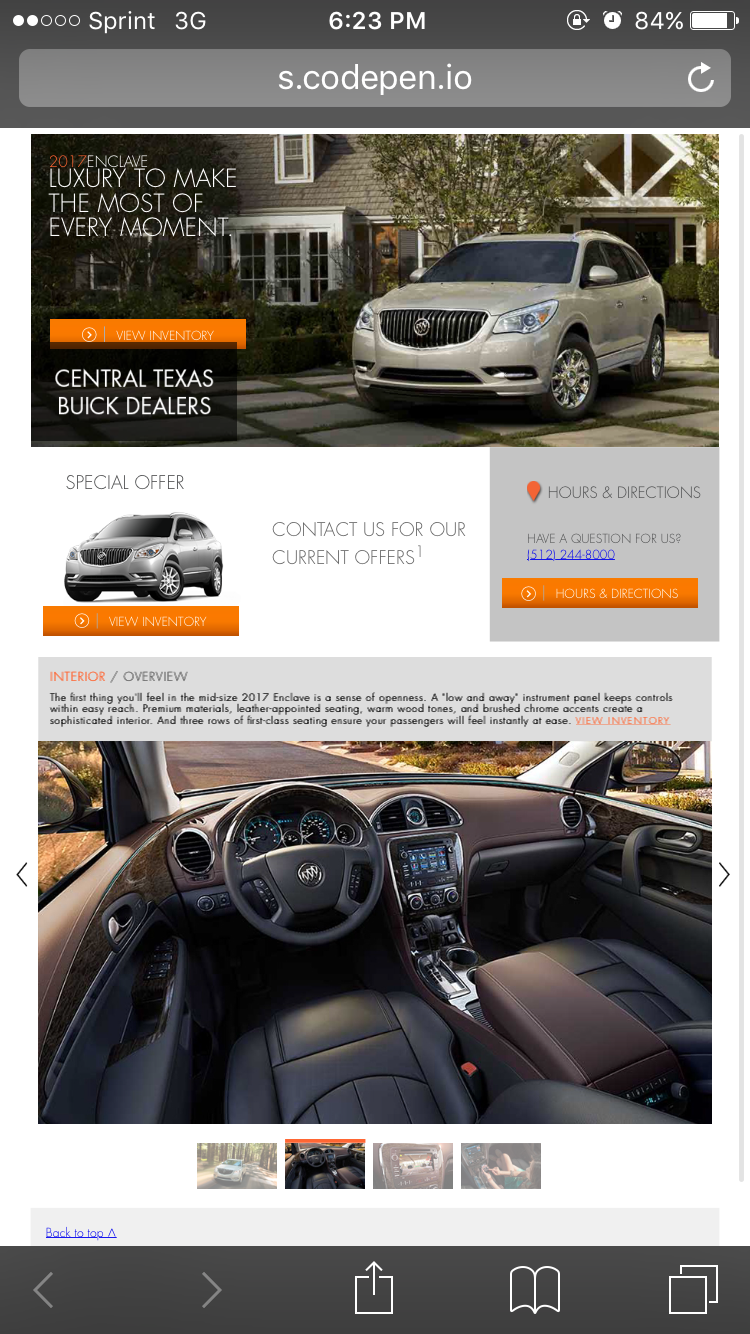 Sprint 3G 6:23 PM 84%
s.codepen.io
2017ENCLAVE
LUXURY TO MAKE
THE MOST OF
EVERY MOMENT.
VIEW INVENTORY
CENTRAL TEXAS
BUICK DEALERS
SPECIAL OFFER
VIEW INVENTORY
CONTACT US FOR OUR
CURRENT OFFERS1
HOURS & DIRECTIONS
HAVE A QUESTION FOR US?
(512) 244-8000
HOURS & DIRECTIONS
INTERIOR / OVERVIEW
The first thing you'll feel in the mid-size 2017 Enclave is a sense of openness. A "low and away" instrument panel keeps controls
within easy reach. Premium materials, leather-appointed seating, warm wood tones, and brushed chrome accents create a
sophisticated interior. And three rows of first-class seating ensure your passengers will feel instantly at ease. VIEW INVENTORY
Back to top Λ